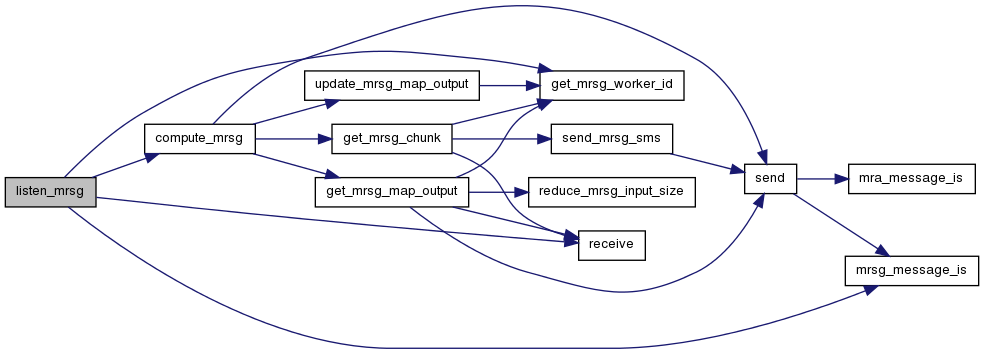 listen_mrsg
compute_mrsg
update_mrsg_map_output
get_mrsg_chunk
get_mrsg_map_output
get_mrsg_worker_id
send_mrsg_sms
reduce_mrsg_input_size
receive
send
mra_message_is
mrsg_message_is